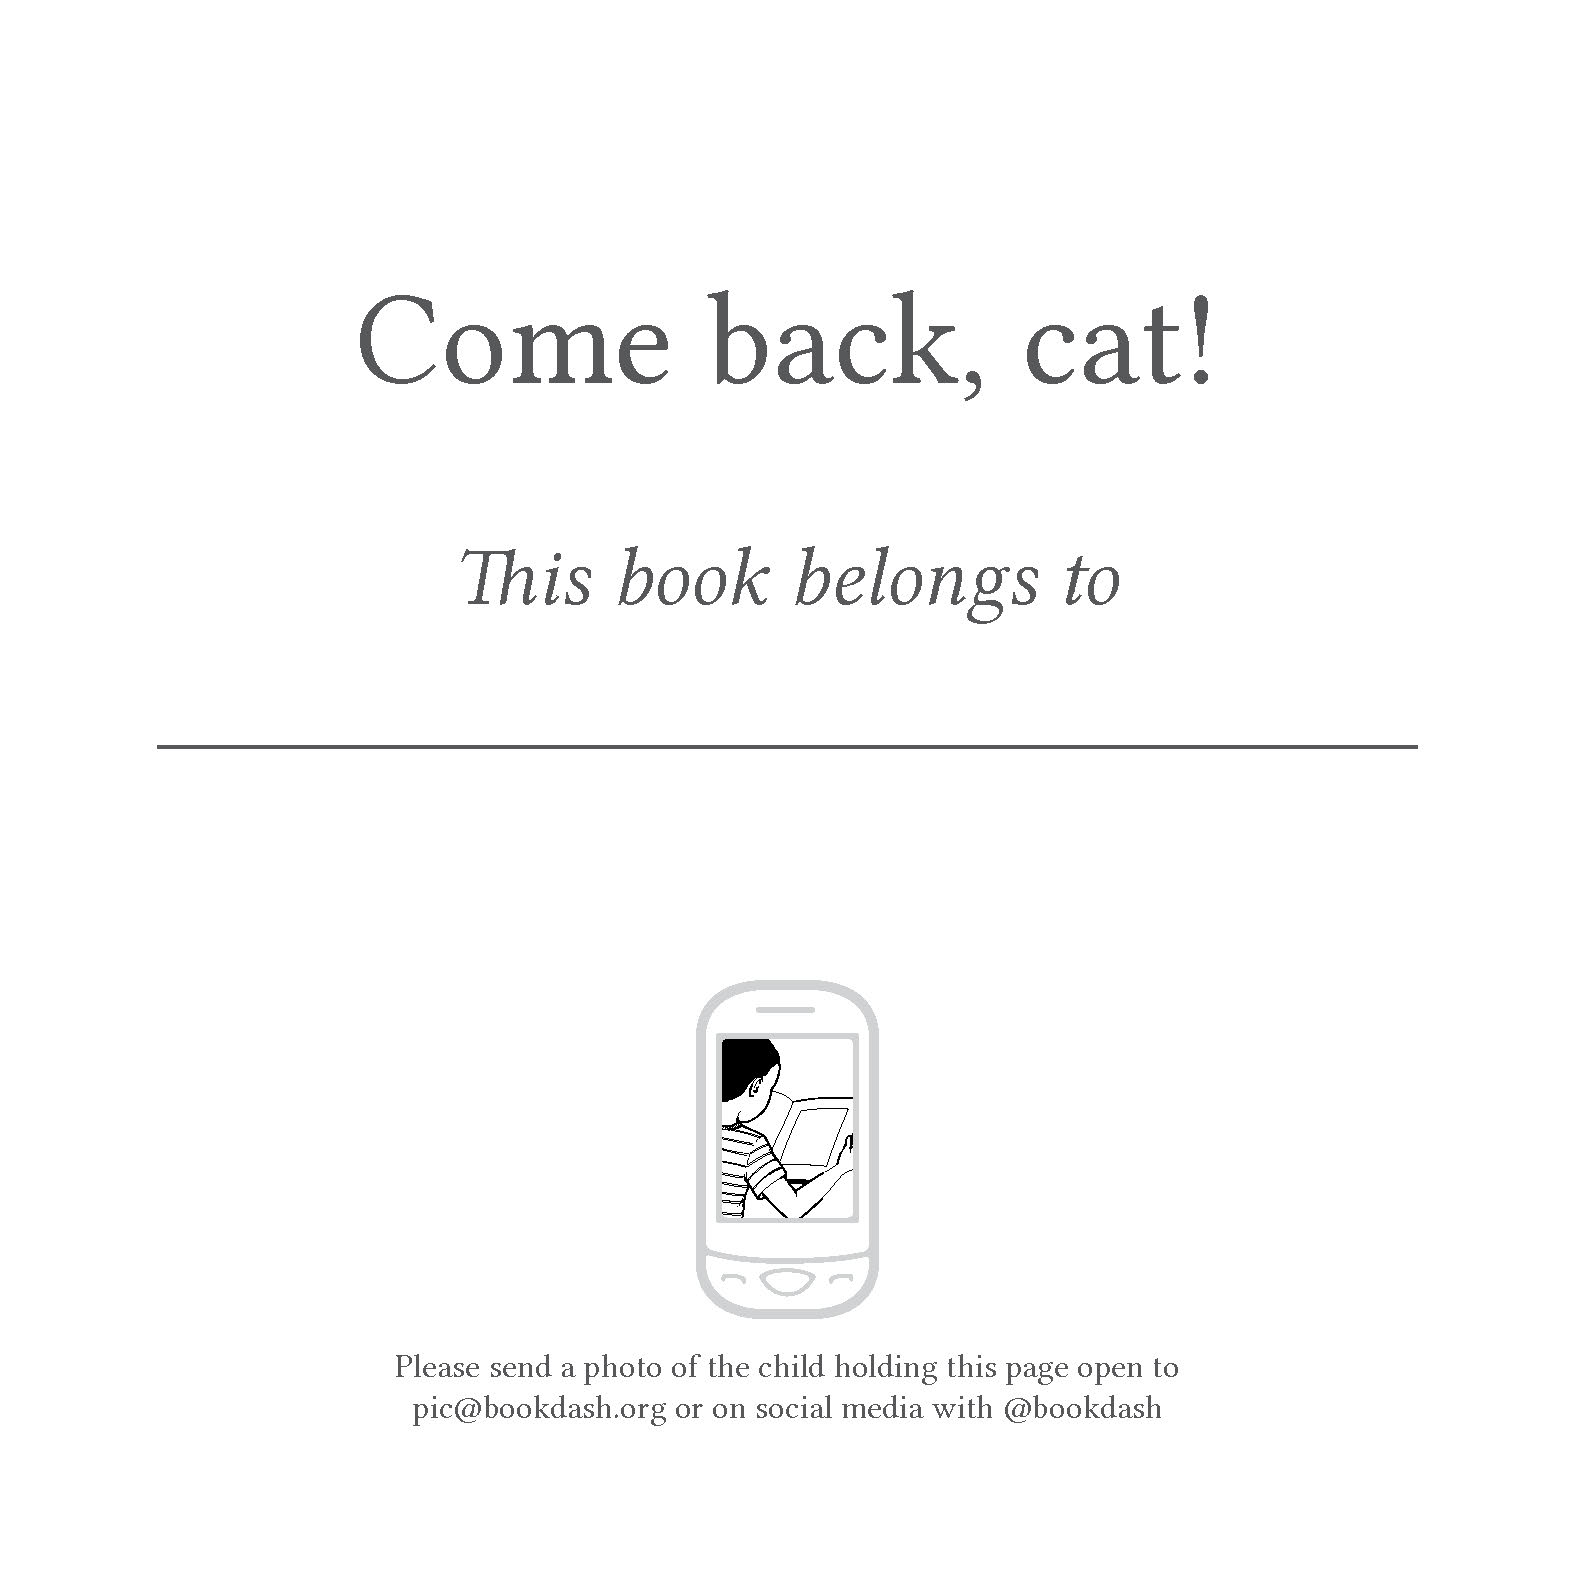 Come back, cat!
This book belongs to
Please send a photo of the child holding this page open to
pic@bookdash.org or on social media with @bookdash